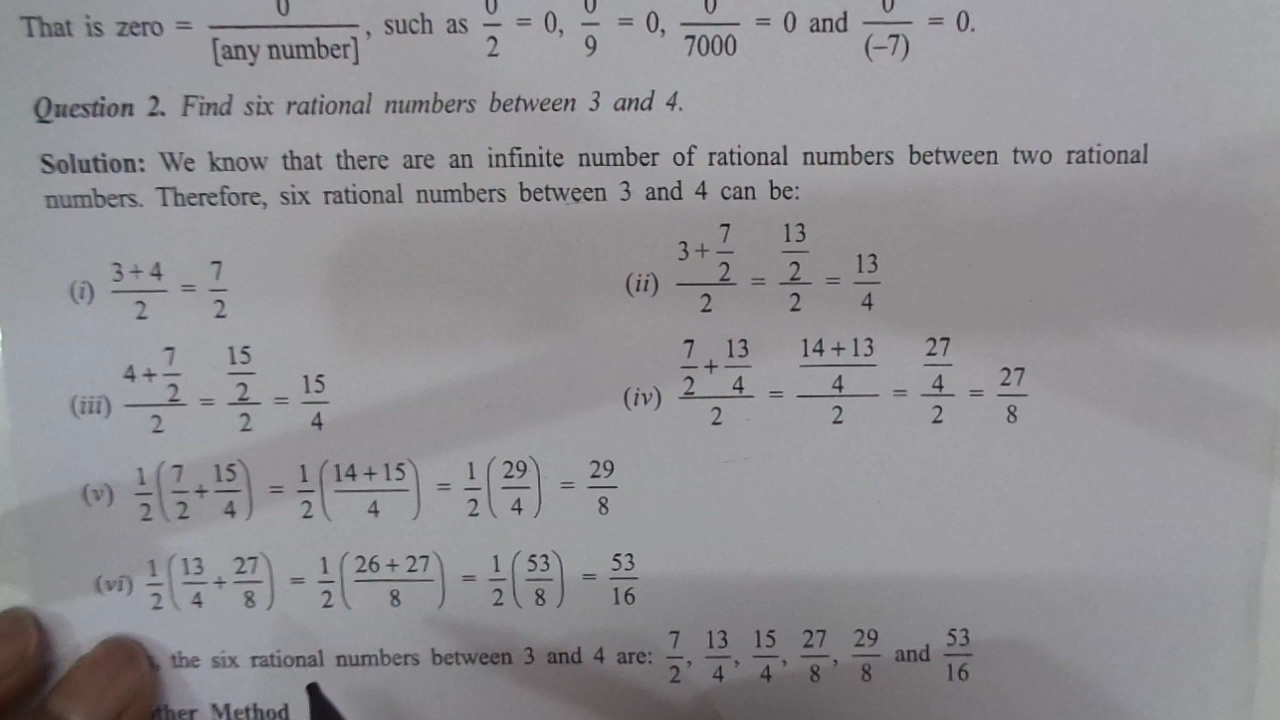 That is zero = 0/[any number], such as 0/2 = 0, 0/9 = 0, 0/7000 = 0 and 0/(–7) = 0.
Question 2. Find six rational numbers between 3 and 4.
Solution: We know that there are an infinite number of rational numbers between two rational
numbers. Therefore, six rational numbers between 3 and 4 can be:
(i) (3+4)/2 = 7/2
(ii) (3+7/2)/2 = (13/2)/2 = 13/4
(iii) (4+7/2)/2 = (15/2)/2 = 15/4
(iv) (7/2+13/4)/2 = ((14+13)/4)/2 = (27/4)/2 = 27/8
(v) 1/2(7/2+15/4) = 1/2((14+15)/4) = 1/2(29/4) = 29/8
(vi) 1/2(13/4+27/8) = 1/2((26+27)/8) = 1/2(53/8) = 53/16
, the six rational numbers between 3 and 4 are: 7/2, 13/4, 15/4, 27/8, 29/8 and 53/16
Method